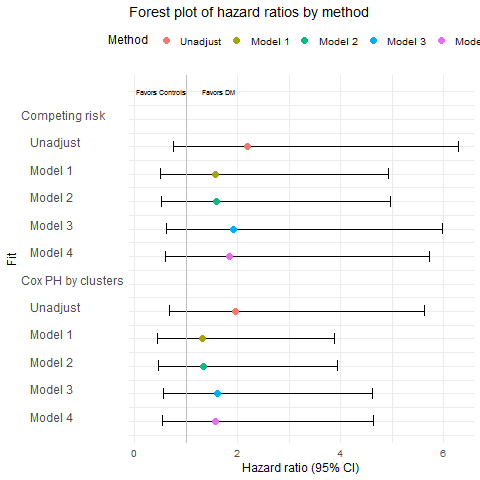 Forest plot of hazard ratios by method
Method Unadjust Model 1 Model 2 Model 3 Mode
Favors Controls Favors DM
Competing risk
Unadjust
Model 1
Model 2
Model 3
Model 4
Fit
Cox PH by clusters
Unadjust
Model 1
Model 2
Model 3
Model 4
0 2 4 6
Hazard ratio (95% CI)